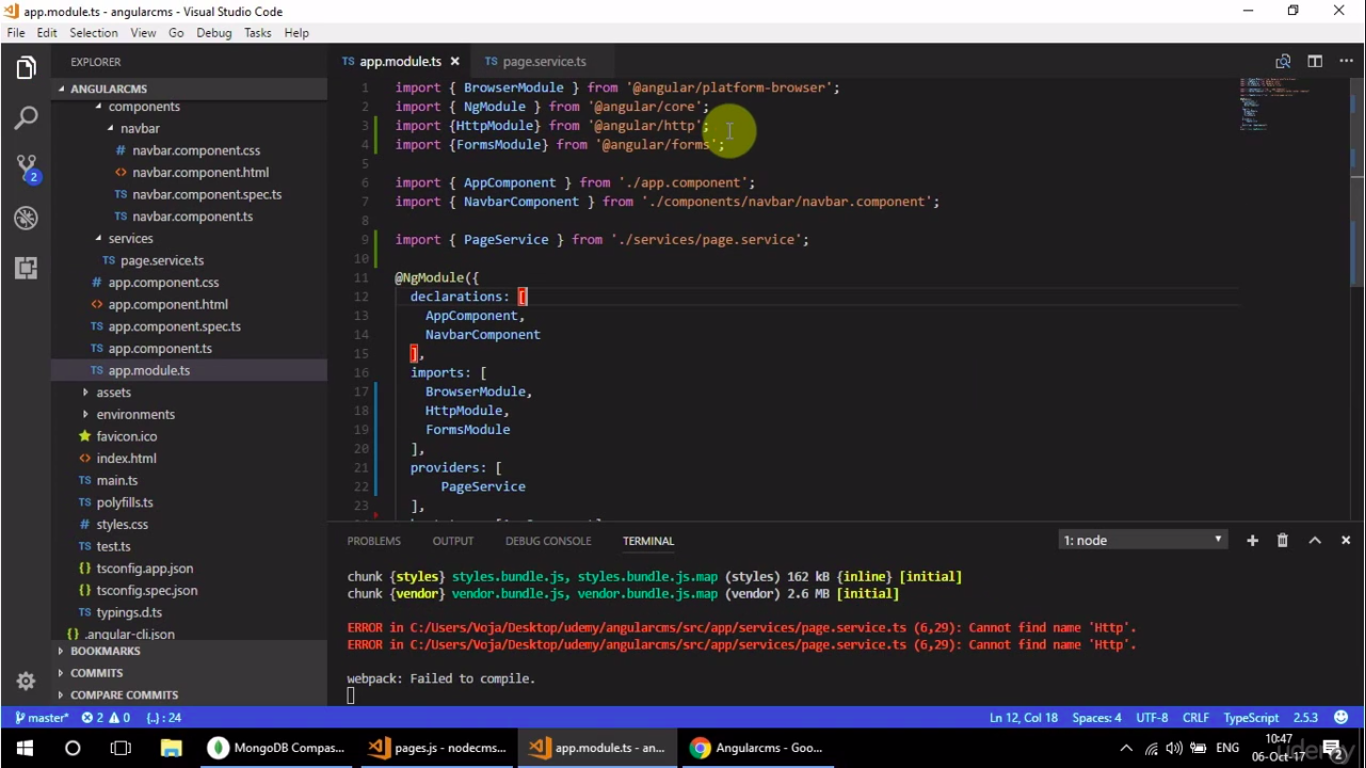 app.module.ts - angularcms - Visual Studio Code
File Edit Selection View Go Debug Tasks Help
EXPLORER
ANGULARCMS
components
navbar
# navbar.component.css
<> navbar.component.html
TS navbar.component.spec.ts
TS navbar.component.ts
services
TS page.service.ts
# app.component.css
<> app.component.html
TS app.component.spec.ts
TS app.component.ts
TS app.module.ts
assets
environments
favicon.ico
<> index.html
TS main.ts
TS polyfills.ts
# styles.css
TS test.ts
{} tsconfig.app.json
{} tsconfig.spec.json
TS typings.d.ts
{} .angular-cli.json
BOOKMARKS
COMMITS
COMPARE COMMITS
2
TS app.module.ts
TS page.service.ts
1 import { BrowserModule } from '@angular/platform-browser';
2 import { NgModule } from '@angular/core';
3 import {HttpModule} from '@angular/http';
4 import {FormsModule} from '@angular/forms';
5
6 import { AppComponent } from './app.component';
7 import { NavbarComponent } from './components/navbar/navbar.component';
8
9 import { PageService } from './services/page.service';
10
11 @NgModule({
12 declarations: [
13 AppComponent,
14 NavbarComponent
15 ],
16 imports: [
17 BrowserModule,
18 HttpModule,
19 FormsModule
20 ],
21 providers: [
22 PageService
23 ],
PROBLEMS OUTPUT DEBUG CONSOLE TERMINAL
1: node
chunk {styles} styles.bundle.js, styles.bundle.js.map (styles) 162 kB {inline} [initial]
chunk {vendor} vendor.bundle.js, vendor.bundle.js.map (vendor) 2.6 MB [initial]
ERROR in C:/Users/Voja/Desktop/udemy/angularcms/src/app/services/page.service.ts (6,29): Cannot find name 'Http'.
ERROR in C:/Users/Voja/Desktop/udemy/angularcms/src/app/services/page.service.ts (6,29): Cannot find name 'Http'.
webpack: Failed to compile.
master* 2 0 {..} : 24
Ln 12, Col 18 Spaces: 4 UTF-8 CRLF TypeScript 2.5.3
MongoDB Compas...
pages.js - nodecms...
app.module.ts - an...
Angularcms - Goo...
ENG
10:47
06-Oct-17
2
udemy